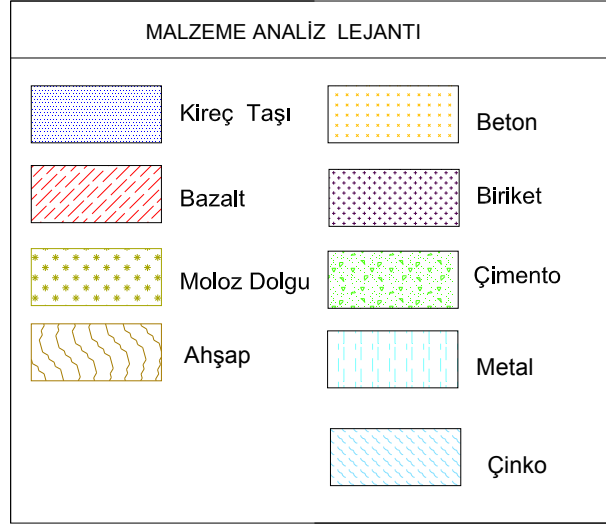 MALZEME ANALİZ LEJANTI
Kireç Taşı
Beton
Bazalt
Biriket
Moloz Dolgu
Çimento
Ahşap
Metal
Çinko